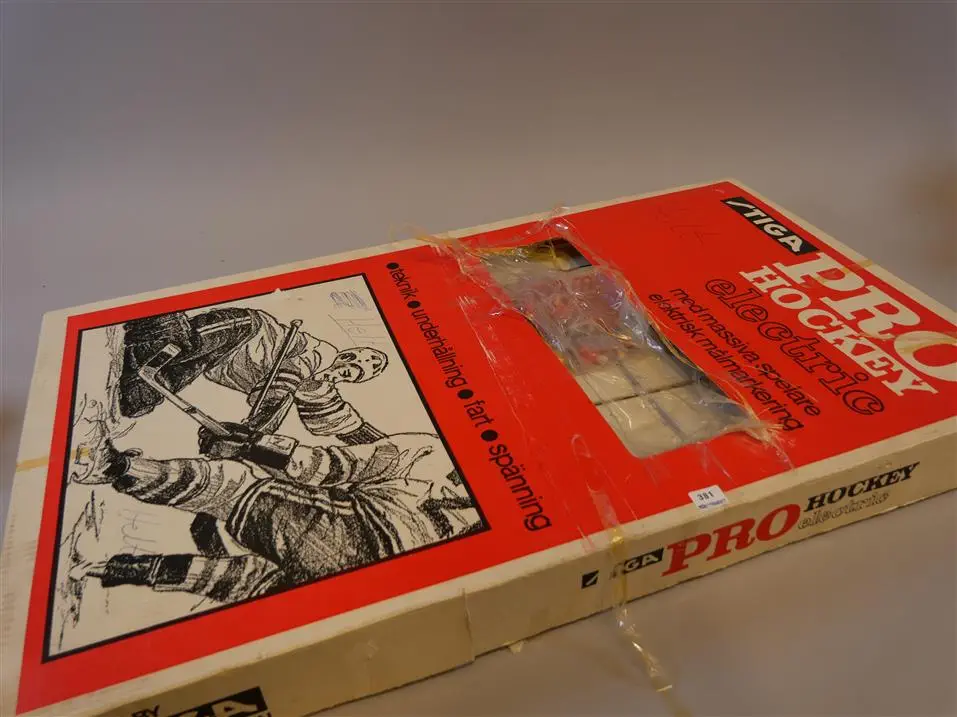 STIGA
PRO
HOCKEY
electric
med massiva spelare
elektrisk målmarkering
● teknik ● underhållning ● fart ● spänning
381
STIGA PRO HOCKEY
electric